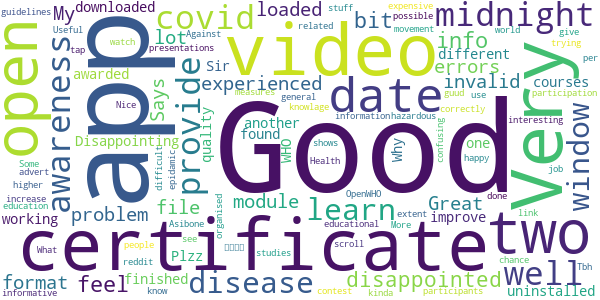 guidelines
My
downloaded
covid
loaded
bit
midnight
expensive
possible
stuff
related
watch
Useful
Against
tap
presentations
movement
world
give
trying
per
open
app
video
awareness
awarded
lot
Sir
info
different
errors
experienced
date
invalid
courses
measures
use
participation
Nice
general
knowlage
guud
correctly
Says
Disappointing
provide
quality
another
found
WHO
Why
one
information
hazardous
interesting
Very
window
Some
advert
higher
increase
education
working
problem
difficult
epidemic
file
module
Good
shows
Health
learn
confusing
happy
Great
improve
OpenWHO
done
job
link
certificate
two
well
format
What
informative
feel
people
reddit
know
finished
Asibone
Plzz
see
organised
disease
studies
contest
educational
scroll
kinda
extent
More
participants
disappointed
uninstalled
chance
Tbh